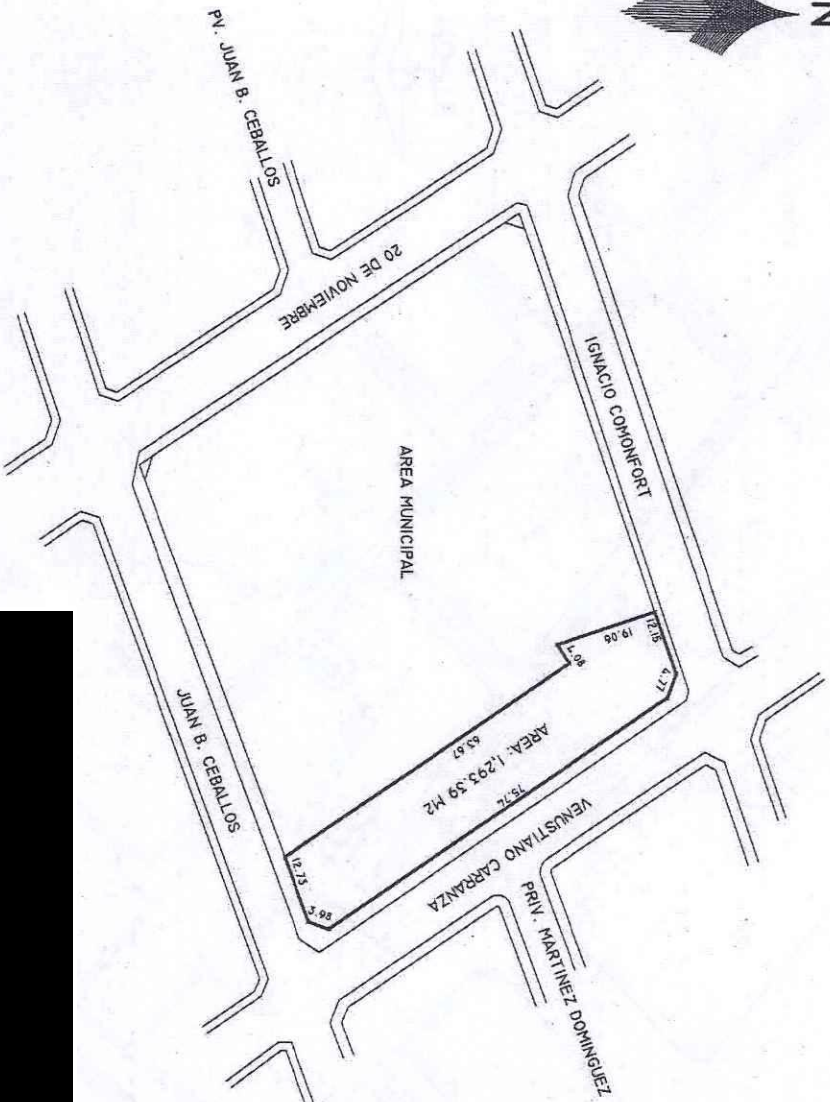 N
PV. JUAN B. CEBALLOS
20 DE NOVIEMBRE
IGNACIO COMONFORT
AREA MUNICIPAL
12.15
19.06
4.77
4.08
63.67
AREA: 1,293.39 M2
75.74
VENUSTIANO CARRANZA
PRIV. MARTINEZ DOMINGUEZ
12.73
3.98
JUAN B. CEBALLOS